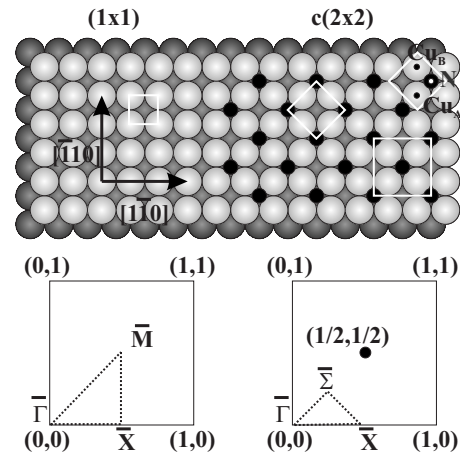 (1x1) c(2x2)
Cu_B
N
Cu_A
[1̅10]
[11̅0]
(0,1) (1,1) (0,1) (1,1)
M̅ (1/2,1/2)
Σ̅
Γ̅ Γ̅
(0,0) X̅ (1,0) (0,0) X̅ (1,0)